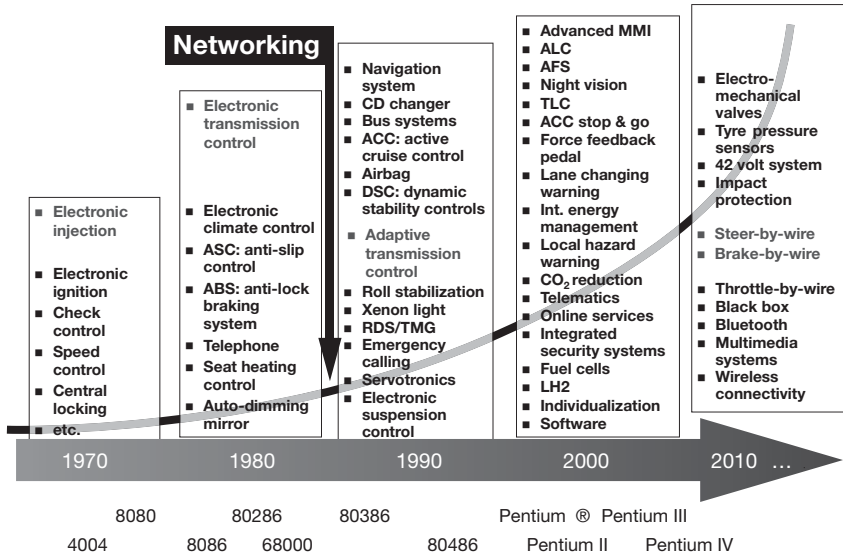 Networking
■ Electronic
injection
■ Electronic
ignition
■ Check
control
■ Speed
control
■ Central
locking
■ etc.
■ Electronic
transmission
control
■ Electronic
climate control
■ ASC: anti-slip
control
■ ABS: anti-lock
braking
system
■ Telephone
■ Seat heating
control
■ Auto-dimming
mirror
■ Navigation
system
■ CD changer
■ Bus systems
■ ACC: active
cruise control
■ Airbag
■ DSC: dynamic
stability controls
■ Adaptive
transmission
control
■ Roll stabilization
■ Xenon light
■ RDS/TMG
■ Emergency
calling
■ Servotronics
■ Electronic
suspension
control
■ Advanced MMI
■ ALC
■ AFS
■ Night vision
■ TLC
■ ACC stop & go
■ Force feedback
pedal
■ Lane changing
warning
■ Int. energy
management
■ Local hazard
warning
■ CO₂ reduction
■ Telematics
■ Online services
■ Integrated
security systems
■ Fuel cells
■ LH2
■ Individualization
■ Software
■ Electro-
mechanical
valves
■ Tyre pressure
sensors
■ 42 volt system
■ Impact
protection
■ Steer-by-wire
■ Brake-by-wire
■ Throttle-by-wire
■ Black box
■ Bluetooth
■ Multimedia
systems
■ Wireless
connectivity
1970 1980 1990 2000 2010 ...
8080 80286 80386 Pentium ® Pentium III
4004 8086 68000 80486 Pentium II Pentium IV